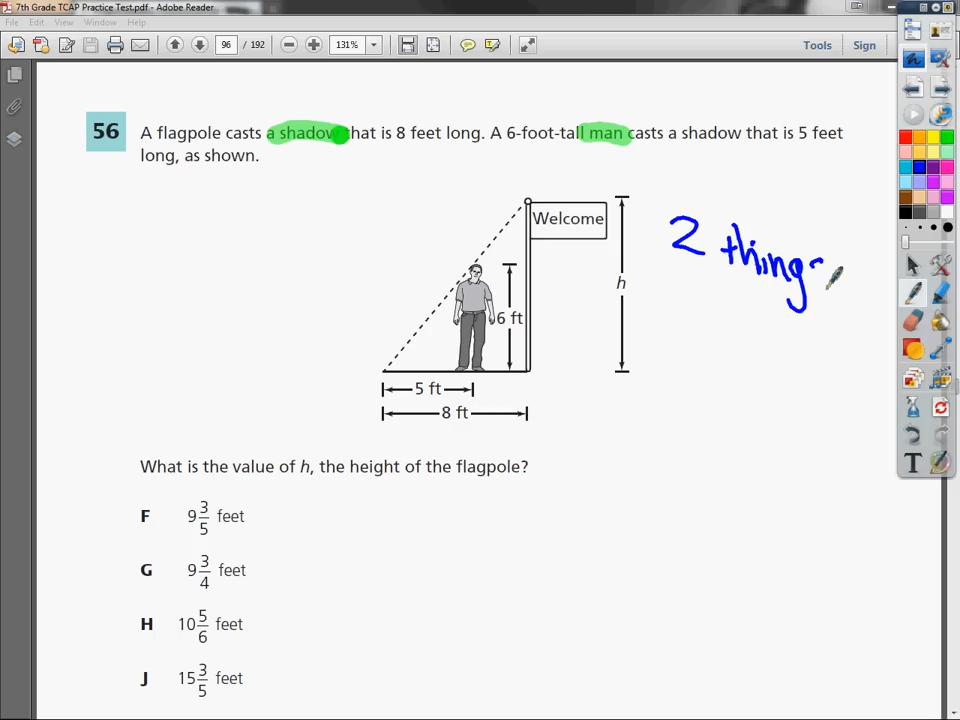 7th Grade TCAP Practice Test.pdf - Adobe Reader
File Edit View Window Help
96 / 192 131% Tools Sign
56 A flagpole casts a shadow that is 8 feet long. A 6-foot-tall man casts a shadow that is 5 feet
long, as shown.
Welcome
2 things
h
6 ft
5 ft
8 ft
What is the value of h, the height of the flagpole?
F 9 3/5 feet
G 9 3/4 feet
H 10 5/6 feet
J 15 3/5 feet
T